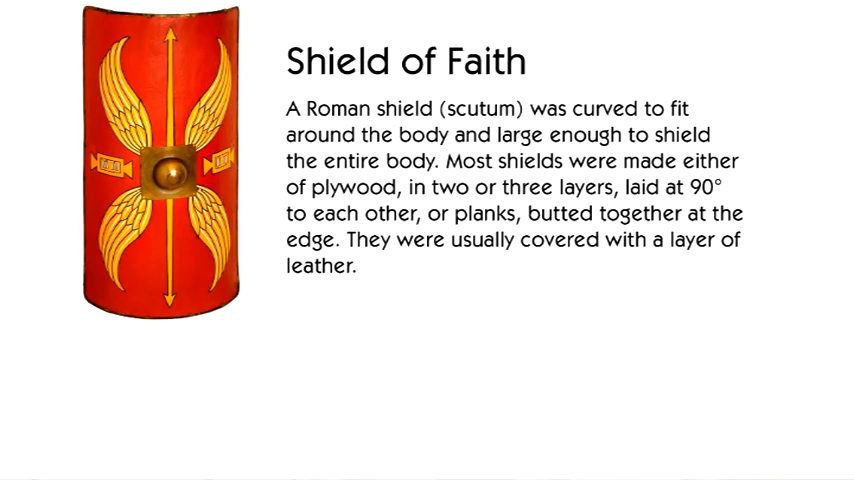 Shield of Faith
A Roman shield (scutum) was curved to fit
around the body and large enough to shield
the entire body. Most shields were made either
of plywood, in two or three layers, laid at 90°
to each other, or planks, butted together at the
edge. They were usually covered with a layer of
leather.